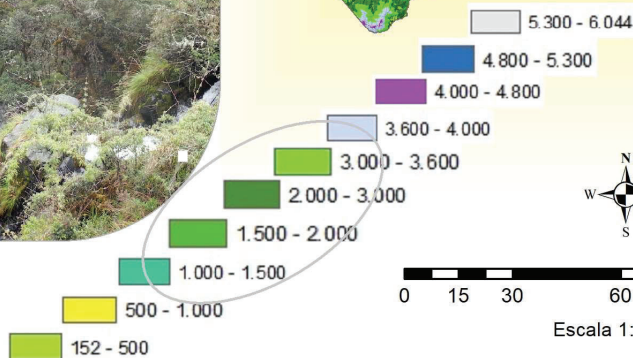 5.300 - 6.044
4.800 - 5.300
4.000 - 4.800
3.600 - 4.000
3.000 - 3.600
2.000 - 3.000
1.500 - 2.000
1.000 - 1.500
500 - 1.000
152 - 500
N
W
S
0 15 30 60
Escala 1: